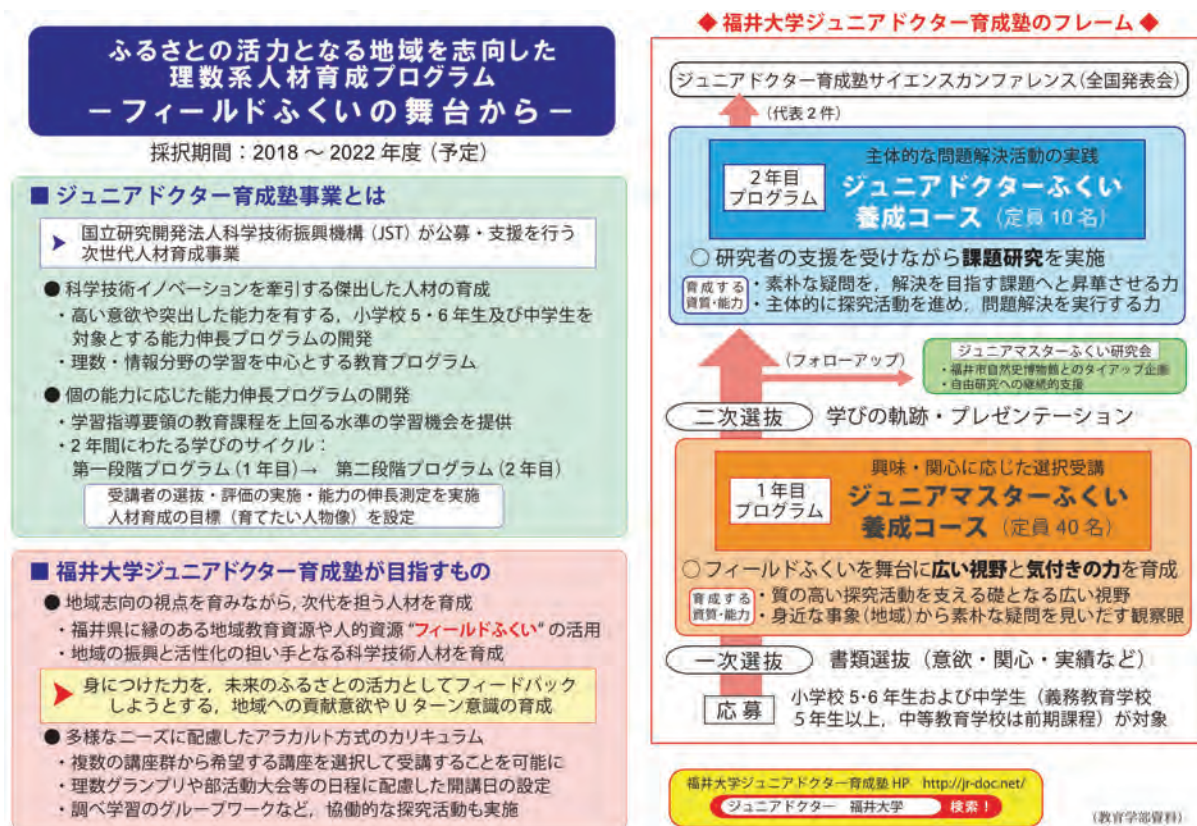 ふるさとの活力となる地域を志向した
理数系人材育成プログラム
－フィールドふくいの舞台から－
採択期間：2018 ～ 2022 年度（予定）
■ ジュニアドクター育成塾事業とは
➤ 国立研究開発法人科学技術振興機構（JST）が公募・支援を行う
次世代人材育成事業
● 科学技術イノベーションを牽引する傑出した人材の育成
・高い意欲や突出した能力を有する，小学校 5・6 年生及び中学生を
対象とする能力伸長プログラムの開発
・理数・情報分野の学習を中心とする教育プログラム
● 個の能力に応じた能力伸長プログラムの開発
・学習指導要領の教育課程を上回る水準の学習機会を提供
・2 年間にわたる学びのサイクル：
第一段階プログラム(1 年目)→　第二段階プログラム(2 年目)
受講者の選抜・評価の実施・能力の伸長測定を実施
人材育成の目標（育てたい人物像）を設定
■ 福井大学ジュニアドクター育成塾が目指すもの
● 地域志向の視点を育みながら, 次代を担う人材を育成
・福井県に縁のある地域教育資源や人的資源 “フィールドふくい“ の活用
・地域の振興と活性化の担い手となる科学技術人材を育成
➤ 身につけた力を，未来のふるさとの活力としてフィードバック
しようとする，地域への貢献意欲や U ターン意識の育成
● 多様なニーズに配慮したアラカルト方式のカリキュラム
・複数の講座群から希望する講座を選択して受講することを可能に
・理数グランプリや部活動大会等の日程に配慮した開講日の設定
・調べ学習のグループワークなど，協働的な探究活動も実施
◆ 福井大学ジュニアドクター育成塾のフレーム ◆
ジュニアドクター育成塾サイエンスカンファレンス(全国発表会)
（代表 2 件）
主体的な問題解決活動の実践
2 年目
プログラム
ジュニアドクターふくい
養成コース（定員 10 名）
○ 研究者の支援を受けながら課題研究を実施
育成する
資質・能力
・素朴な疑問を，解決を目指す課題へと昇華させる力
・主体的に探究活動を進め，問題解決を実行する力
（フォローアップ）
ジュニアマスターふくい研究会
・福井市自然史博物館とのタイアップ企画
・自由研究への継続的支援
二次選抜　学びの軌跡・プレゼンテーション
興味・関心に応じた選択受講
1 年目
プログラム
ジュニアマスターふくい
養成コース（定員 40 名）
○フィールドふくいを舞台に広い視野と気付きの力を育成
育成する
資質・能力
・質の高い探究活動を支える礎となる広い視野
・身近な事象(地域)から素朴な疑問を見いだす観察眼
一次選抜　書類選抜（意欲・関心・実績など）
応 募
小学校 5･6 年生および中学生（義務教育学校
5 年生以上，中等教育学校は前期課程）が対象
福井大学ジュニアドクター育成塾 HP　http://jr-doc.net/
ジュニアドクター　福井大学　検索！
（教育学部資料）